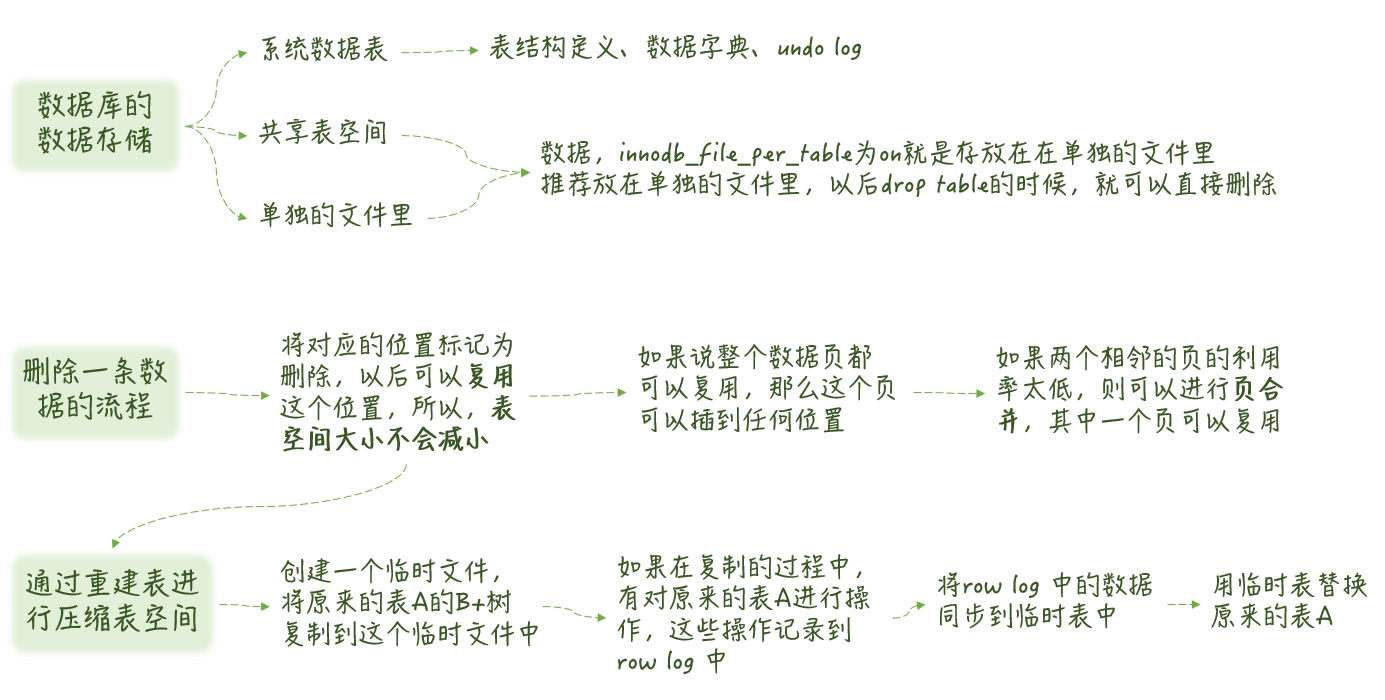 数据库的
数据存储
系统数据表
表结构定义、数据字典、undo log
共享表空间
单独的文件里
数据，innodb_file_per_table为on就是存放在在单独的文件里
推荐放在单独的文件里，以后drop table的时候，就可以直接删除
删除一条数
据的流程
将对应的位置标记为
删除，以后可以复用
这个位置，所以，表
空间大小不会减小
如果说整个数据页都
可以复用，那么这个页
可以插到任何位置
如果两个相邻的页的利用
率太低，则可以进行页合
并，其中一个页可以复用
通过重建表进
行压缩表空间
创建一个临时文件，
将原来的表A的B+树
复制到这个临时文件中
如果在复制的过程中，
有对原来的表A进行操
作，这些操作记录到
row log 中
将row log 中的数据
同步到临时表中
用临时表替换
原来的表A